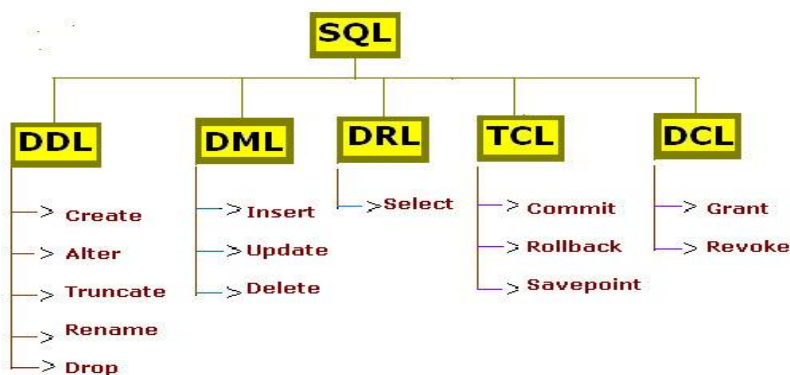 SQL
DDL
Create
Alter
Truncate
Rename
Drop
DML
Insert
Update
Delete
DRL
Select
TCL
Commit
Rollback
Savepoint
DCL
Grant
Revoke